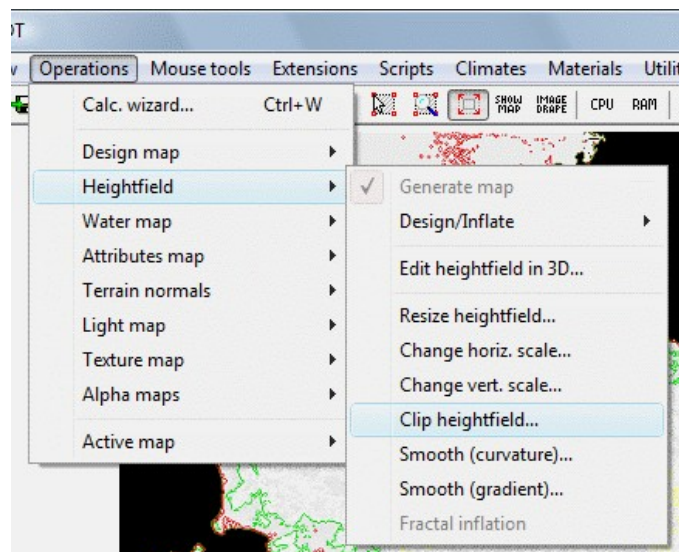 Operations Mouse tools Extensions Scripts Climates Materials
SHOW MAP IMAGE DRAPE CPU RAM
Calc. wizard... Ctrl+W
Design map
Heightfield
Water map
Attributes map
Terrain normals
Light map
Texture map
Alpha maps
Active map
Generate map
Design/Inflate
Edit heightfield in 3D...
Resize heightfield...
Change horiz. scale...
Change vert. scale...
Clip heightfield...
Smooth (curvature)...
Smooth (gradient)...
Fractal inflation